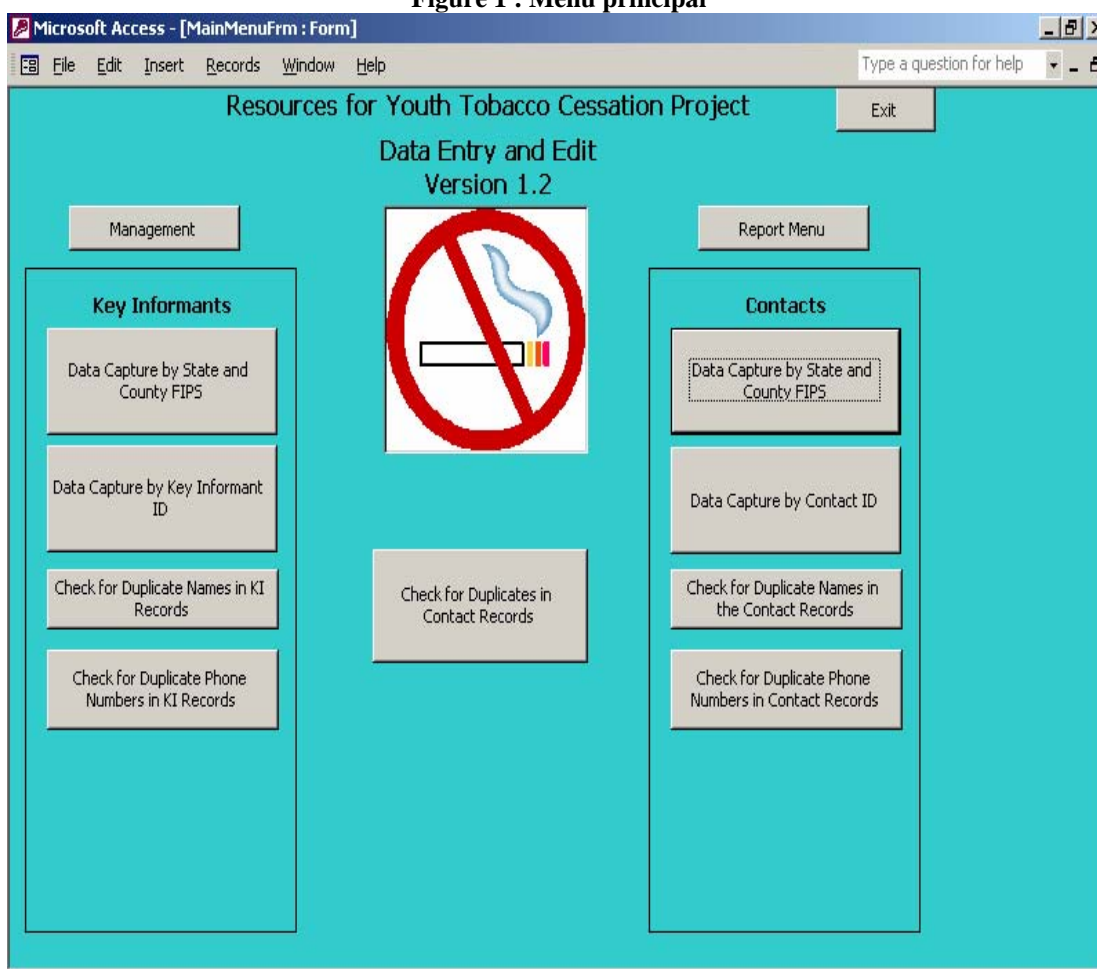 Figure 1 : Menu principal
Microsoft Access - [MainMenuFrm : Form]
File Edit Insert Records Window Help
Type a question for help
Resources for Youth Tobacco Cessation Project
Exit
Data Entry and Edit
Version 1.2
Management
Report Menu
Key Informants
Data Capture by State and
County FIPS
Data Capture by Key Informant
ID
Check for Duplicate Names in KI
Records
Check for Duplicate Phone
Numbers in KI Records
Check for Duplicates in
Contact Records
Contacts
Data Capture by State and
County FIPS
Data Capture by Contact ID
Check for Duplicate Names in
the Contact Records
Check for Duplicate Phone
Numbers in Contact Records